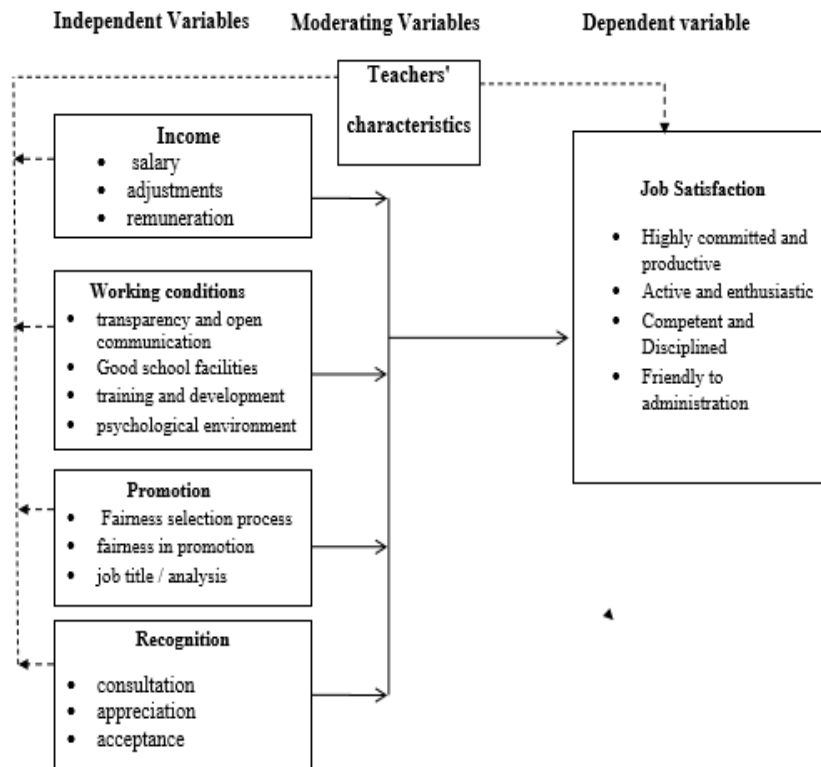 Independent Variables Moderating Variables Dependent variable
Teachers'
characteristics
Income
• salary
• adjustments
• remuneration
Working conditions
• transparency and open
communication
• Good school facilities
• training and development
• psychological environment
Promotion
• Fairness selection process
• fairness in promotion
• job title / analysis
Recognition
• consultation
• appreciation
• acceptance
Job Satisfaction
• Highly committed and
productive
• Active and enthusiastic
• Competent and
Disciplined
• Friendly to
administration